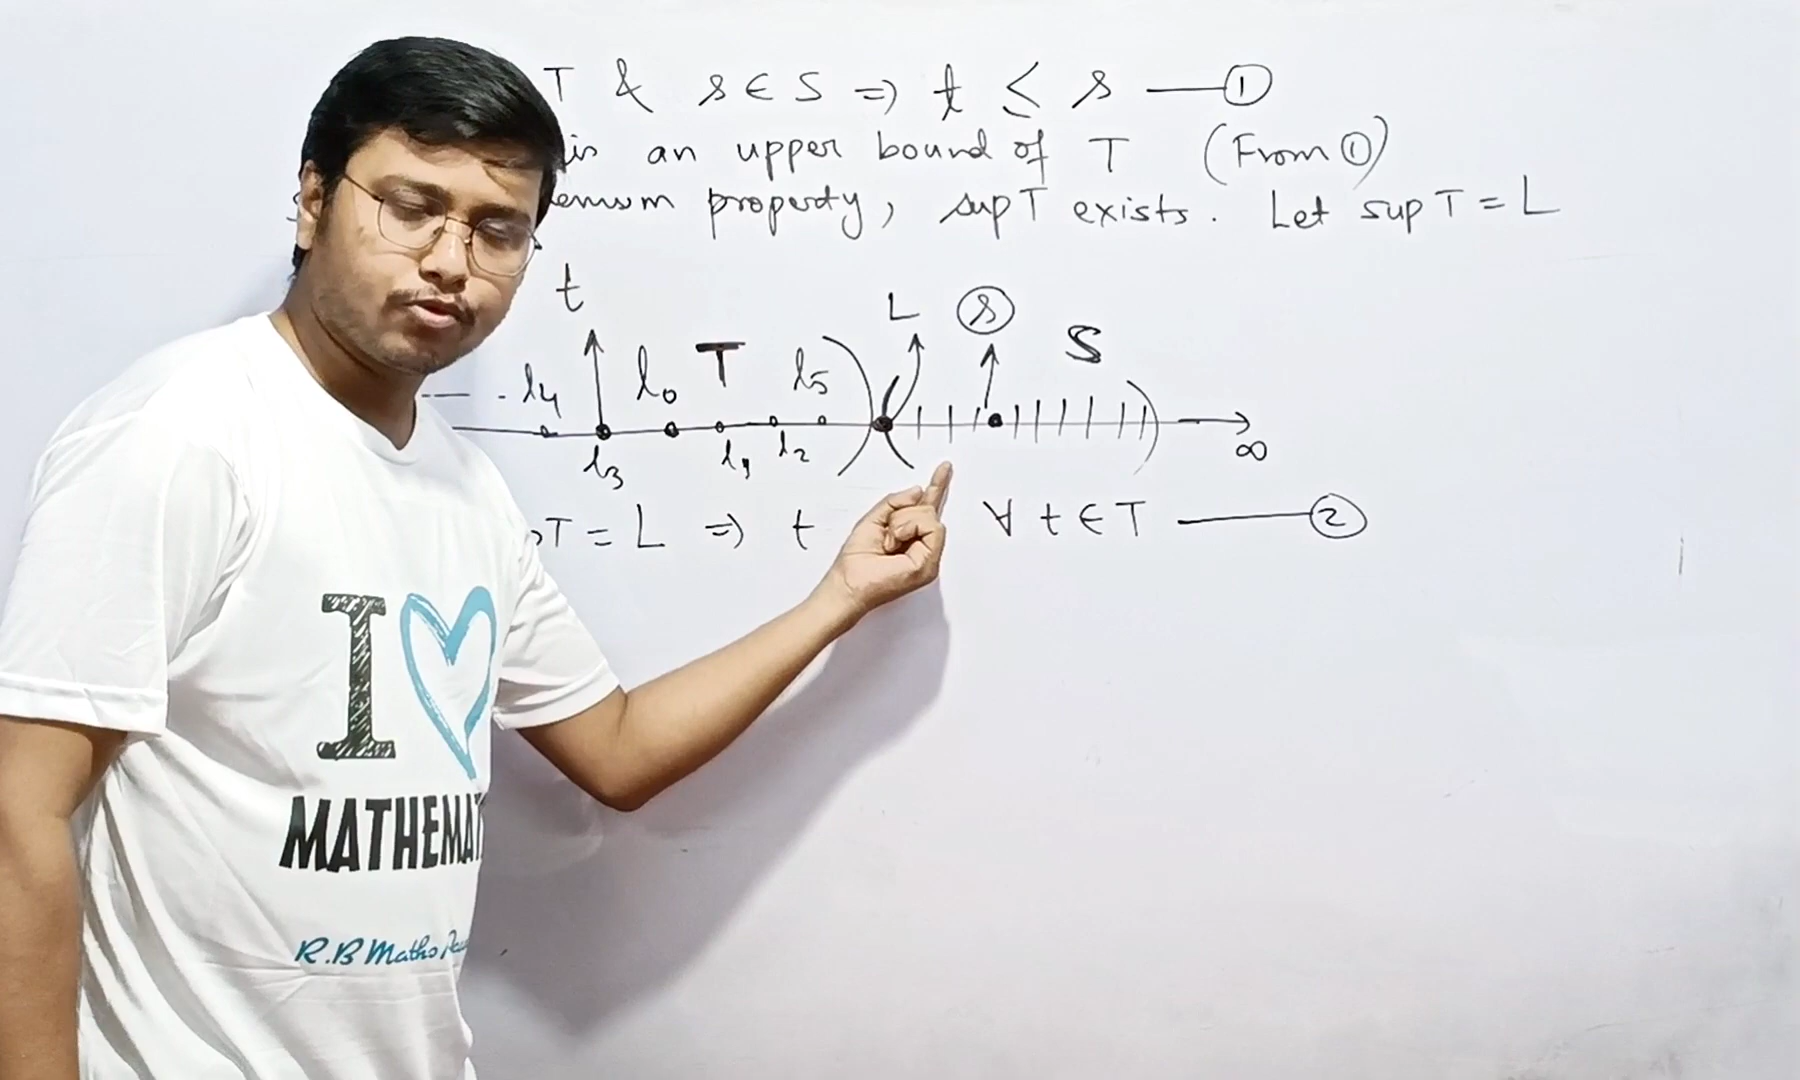 T & s ∈ S => t ≤ s —— ①
is an upper bound of T (From ①)
property, sup T exists. Let sup T = L
t
L
s
S
l4
l0
T
l5
l3
l1
l2
∞
T = L => t ∀ t ∈ T —— ②
I
R.B Maths